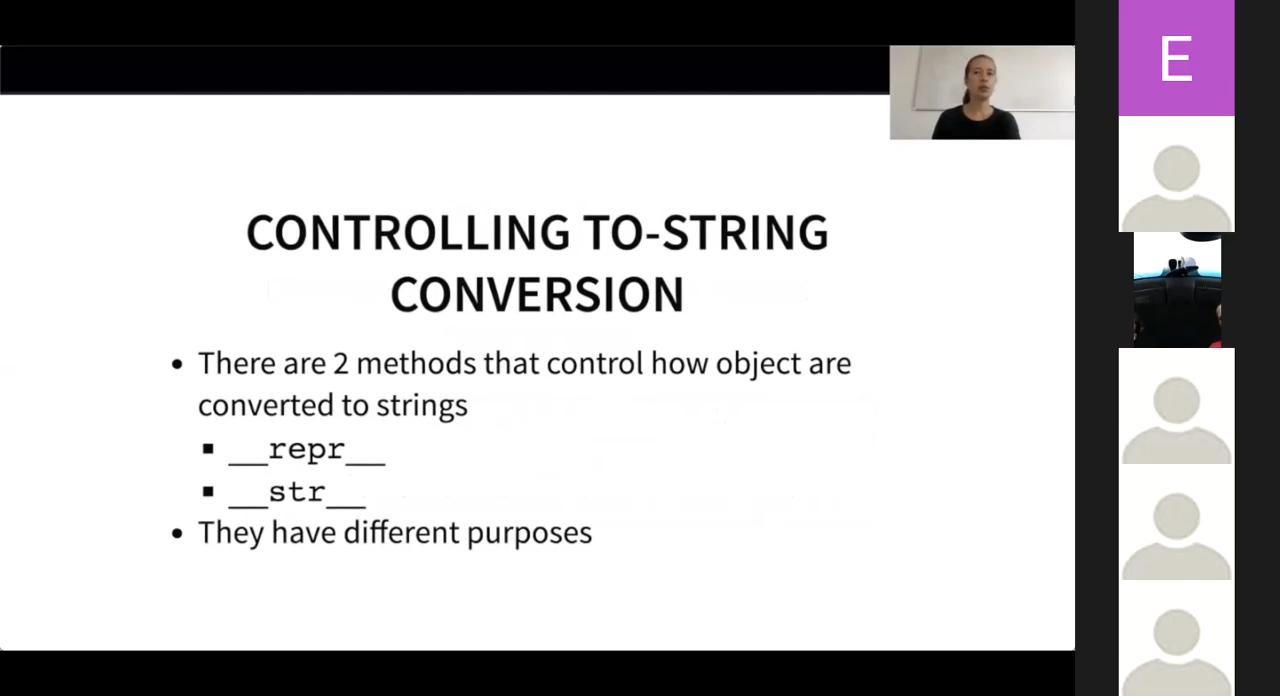 E
CONTROLLING TO-STRING
CONVERSION
• There are 2 methods that control how object are
converted to strings
▪ __repr__
▪ __str__
• They have different purposes